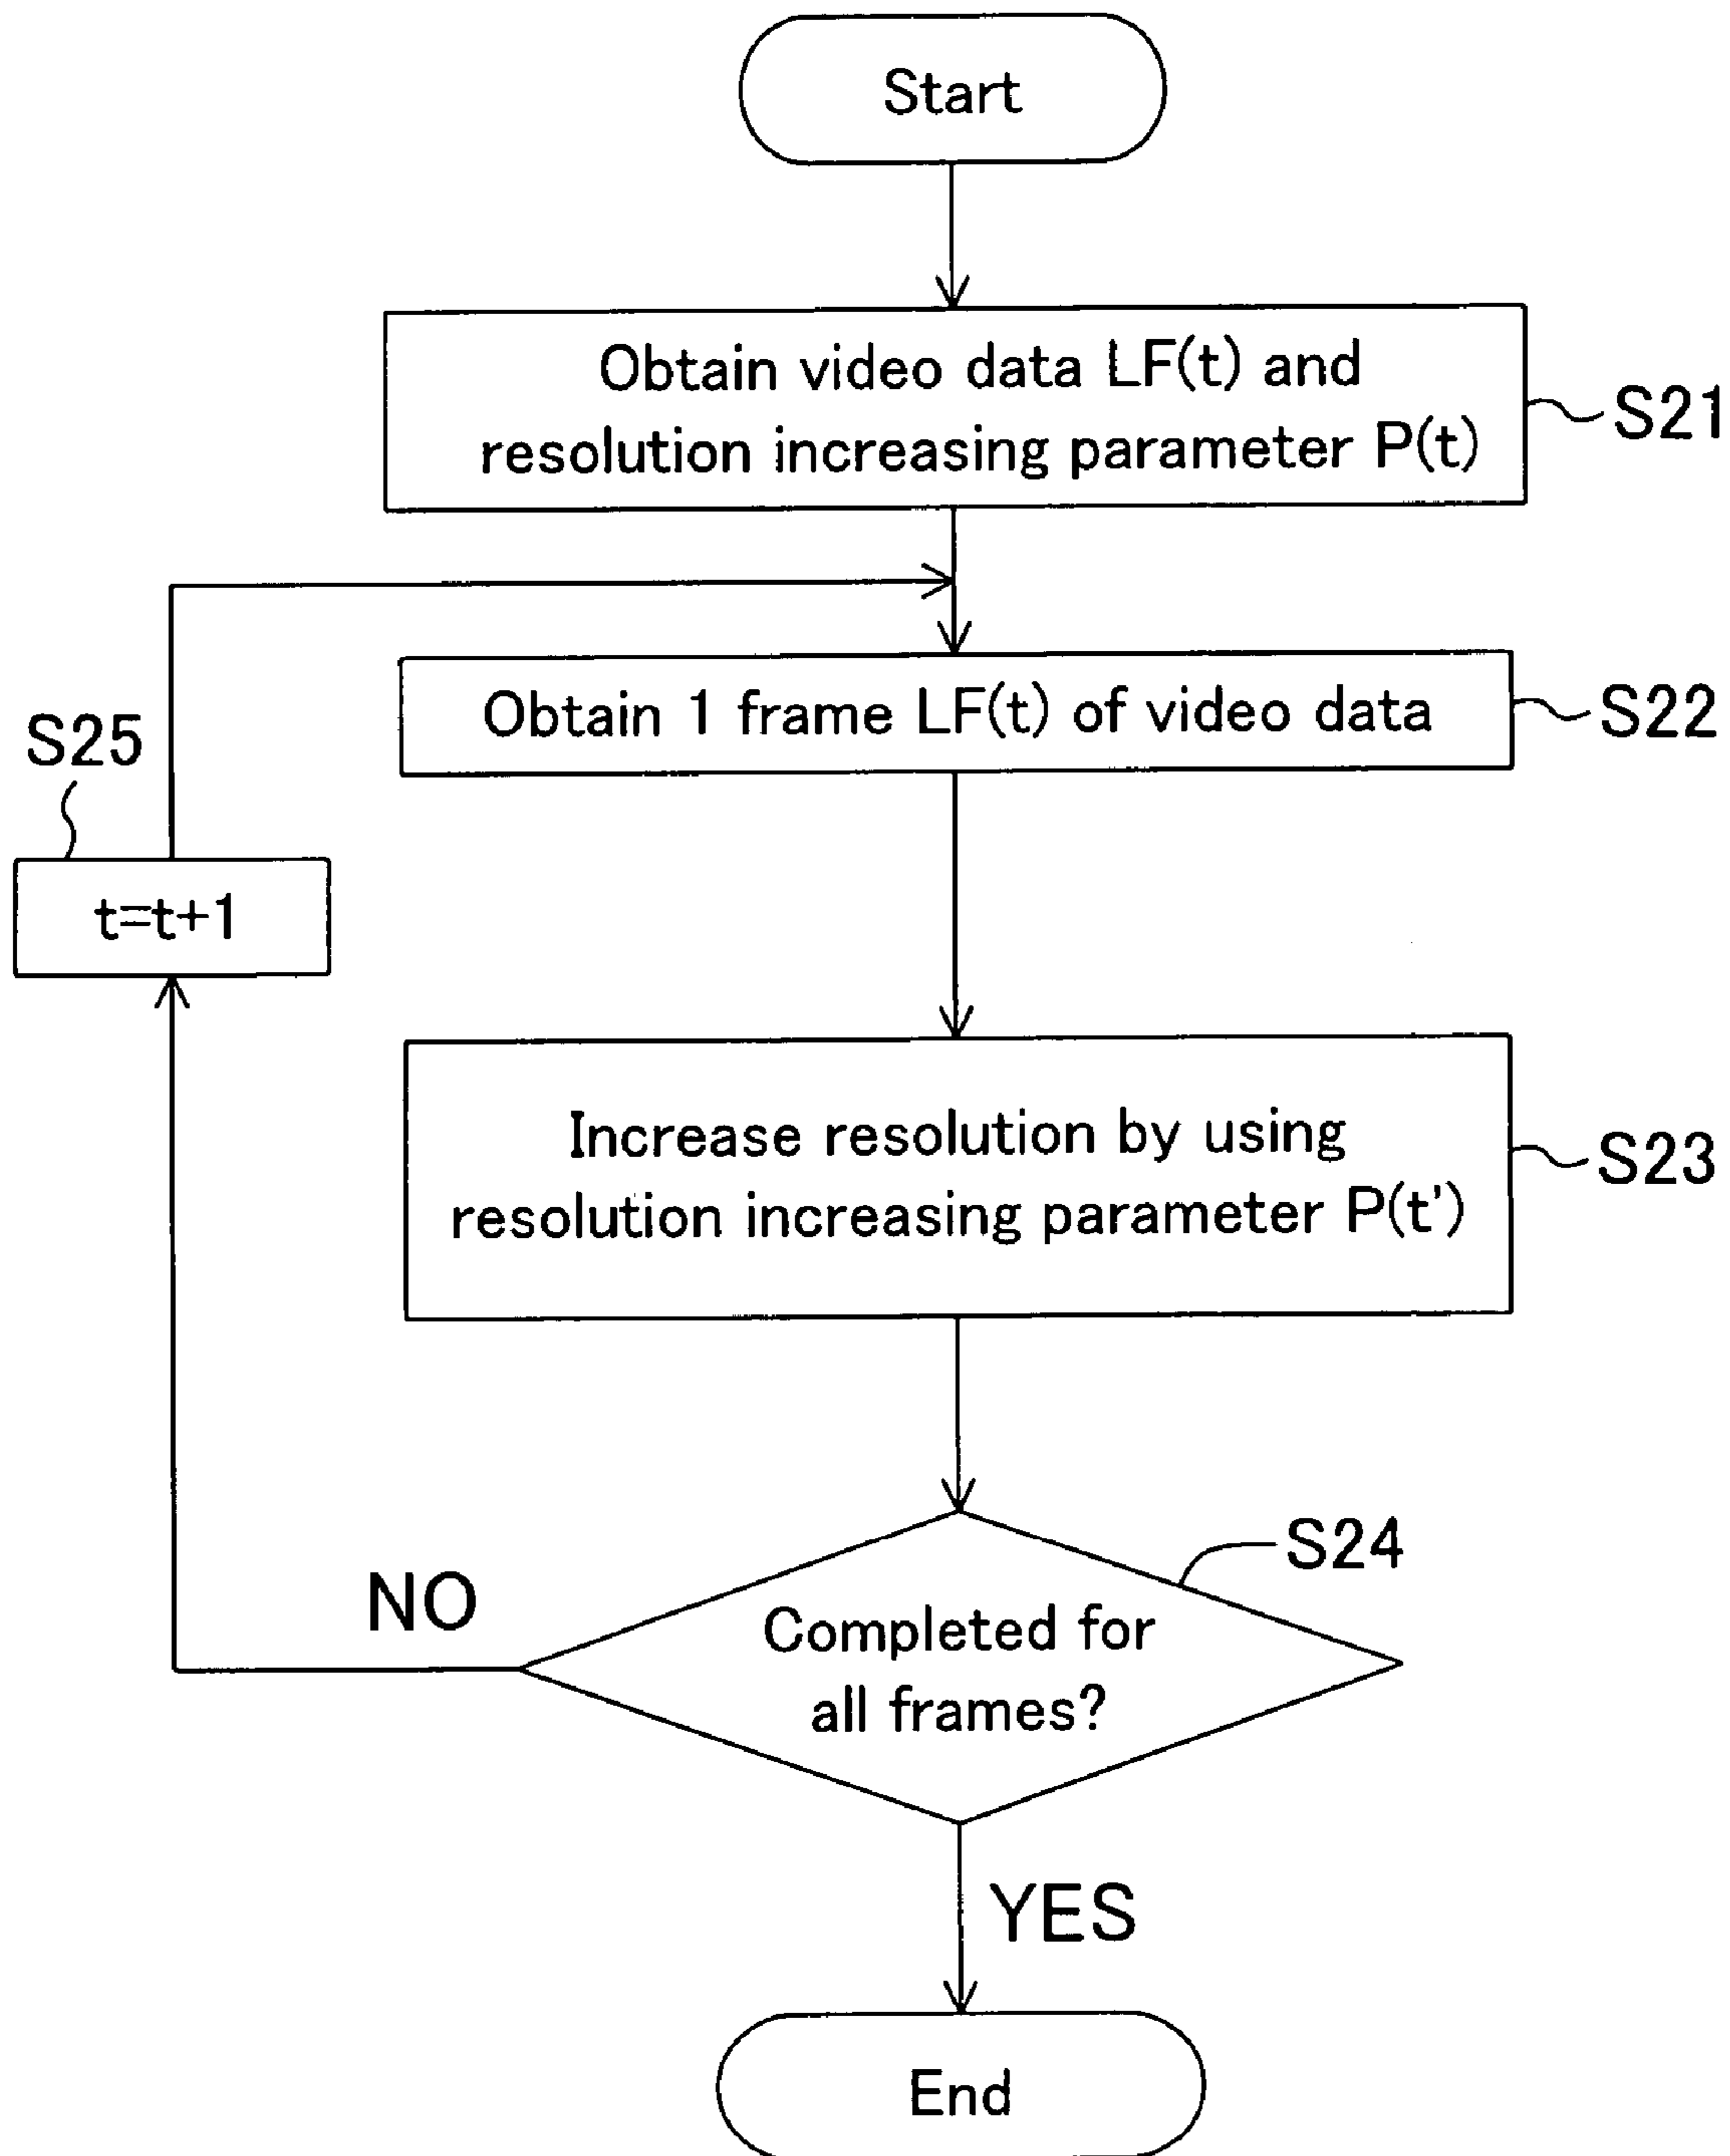 Start
Obtain video data LF(t) and
resolution increasing parameter P(t)
S21
Obtain 1 frame LF(t) of video data
S22
S25
t=t+1
Increase resolution by using
resolution increasing parameter P(t')
S23
S24
NO
Completed for
all frames?
YES
End